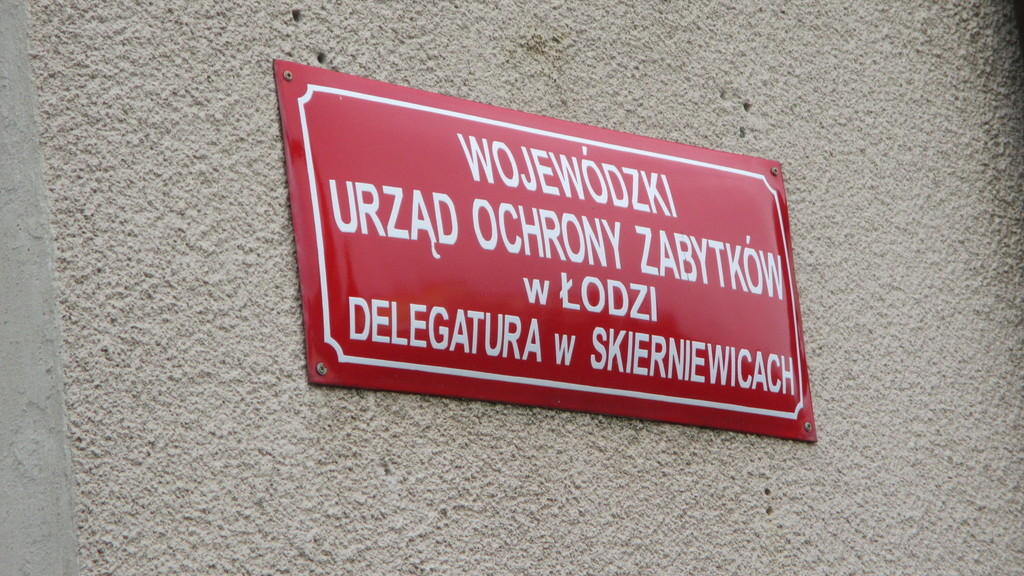 WOJEWÓDZKI
URZĄD OCHRONY ZABYTKÓW
w ŁODZI
DELEGATURA w SKIERNIEWICACH